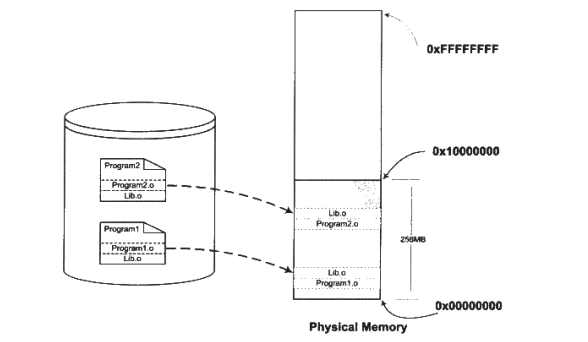 0xFFFFFFFF
0x10000000
Program2
Program2.o
Lib.o
Program1
Program1.o
Lib.o
Lib.o
Program2.o
256MB
Lib.o
Program1.o
0x00000000
Physical Memory